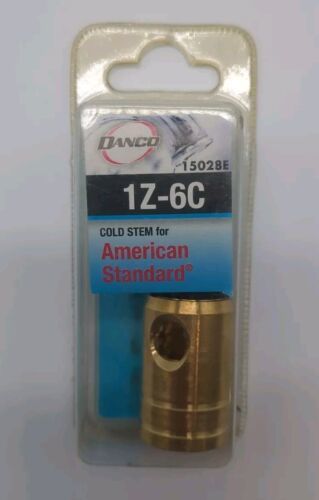 DANCO
15028E
1Z-6C
COLD STEM for
American
Standard®